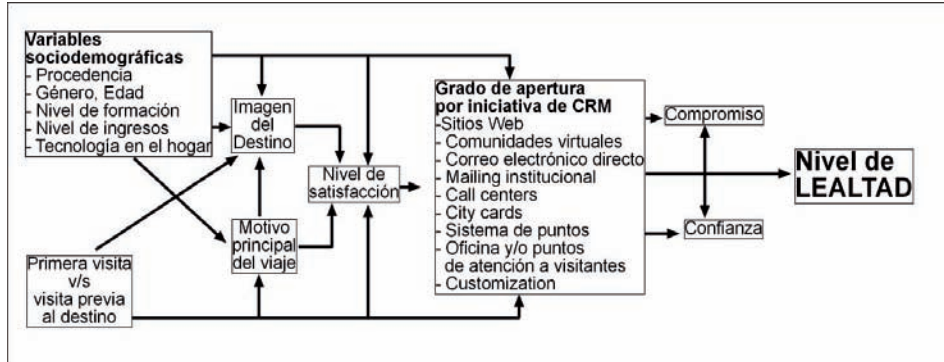 Variables
sociodemográficas
- Procedencia
- Género, Edad
- Nivel de formación
- Nivel de ingresos
- Tecnología en el hogar
Imagen
del
Destino
Nivel de
satisfacción
Motivo
principal
del viaje
Primera visita
v/s
visita previa
al destino
Grado de apertura
por iniciativa de CRM
-Sitios Web
- Comunidades virtuales
- Correo electrónico directo
- Mailing institucional
- Call centers
- City cards
- Sistema de puntos
- Oficina y/o puntos
de atención a visitantes
- Customization
Compromiso
Confianza
Nivel de
LEALTAD